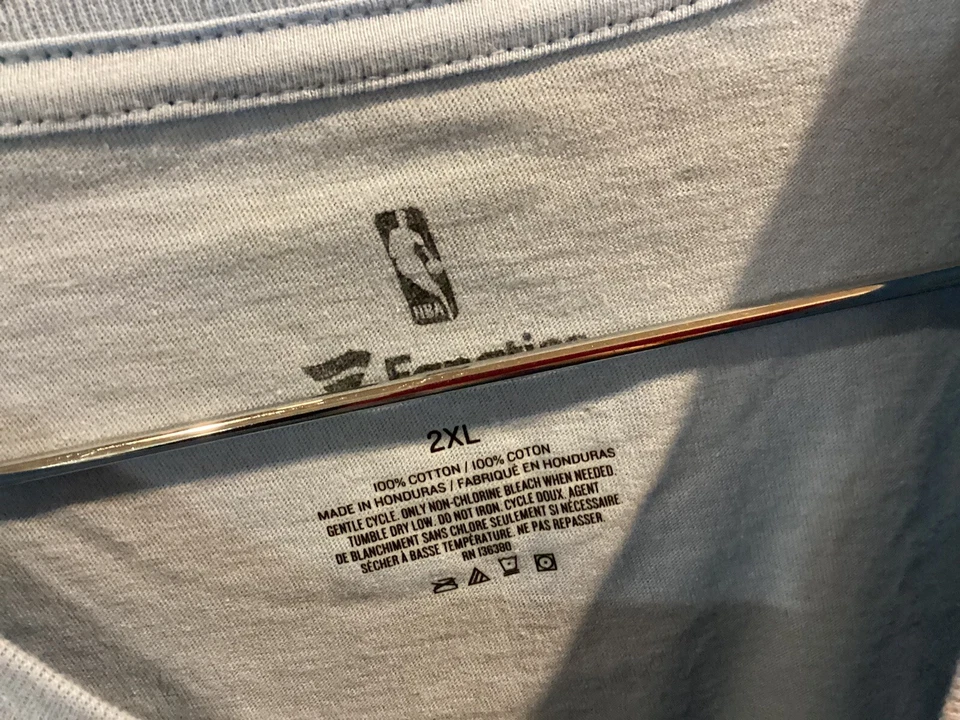 NBA
Fanatics
2XL
100% COTTON / 100% COTON
MADE IN HONDURAS / FABRIQUÉ EN HONDURAS
GENTLE CYCLE. ONLY NON-CHLORINE BLEACH WHEN NEEDED.
TUMBLE DRY LOW. DO NOT IRON. CYCLE DOUX. AGENT
DE BLANCHIMENT SANS CHLORE SEULEMENT SI NÉCESSAIRE
SÉCHER À BASSE TEMPÉRATURE. NE PAS REPASSER.
RN 136380